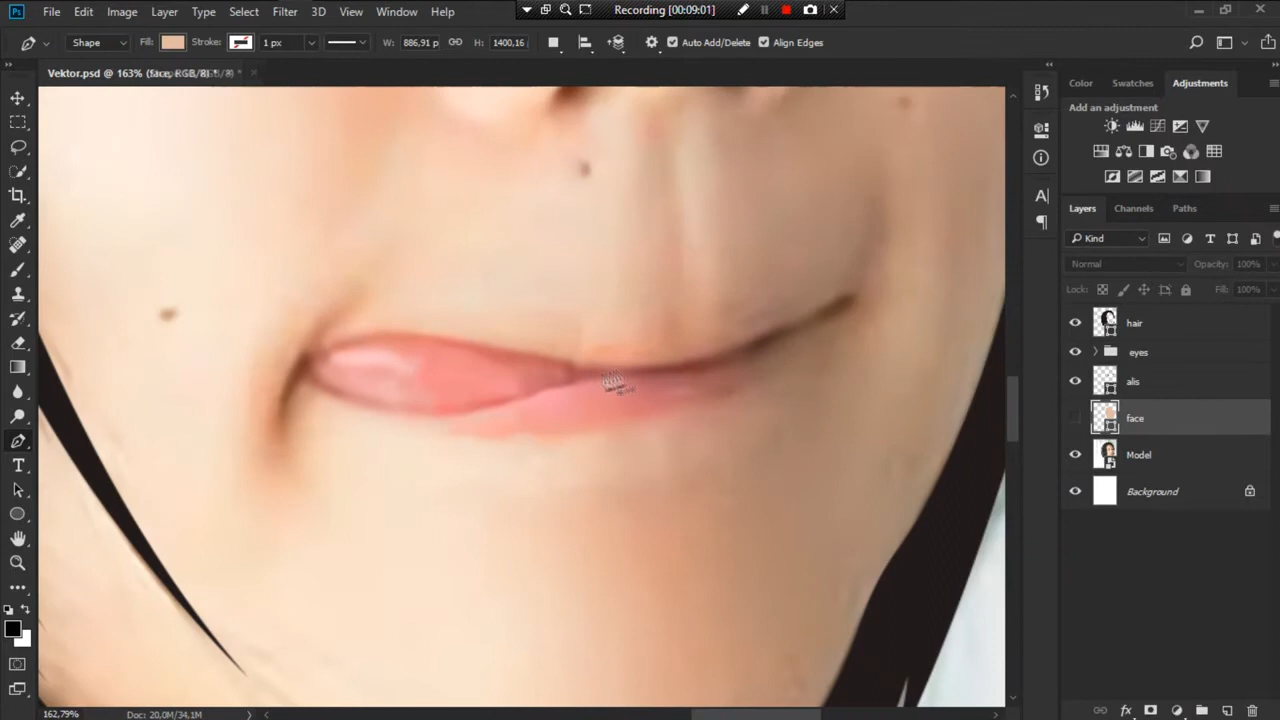 Recording [00:09:01]
Ps File Edit Image Layer Type Select Filter 3D View Window Help
Shape Fill: Stroke: 1 px W: 886,91 p H: 1400,16 Auto Add/Delete Align Edges
Vektor.psd @ 163% (face, RGB/8) *
Color Swatches Adjustments
Add an adjustment
Layers Channels Paths
Kind
Normal Opacity: 100%
Lock: Fill: 100%
hair
eyes
alis
face
Model
Background
162,79% Doc: 20,0M/34,1M